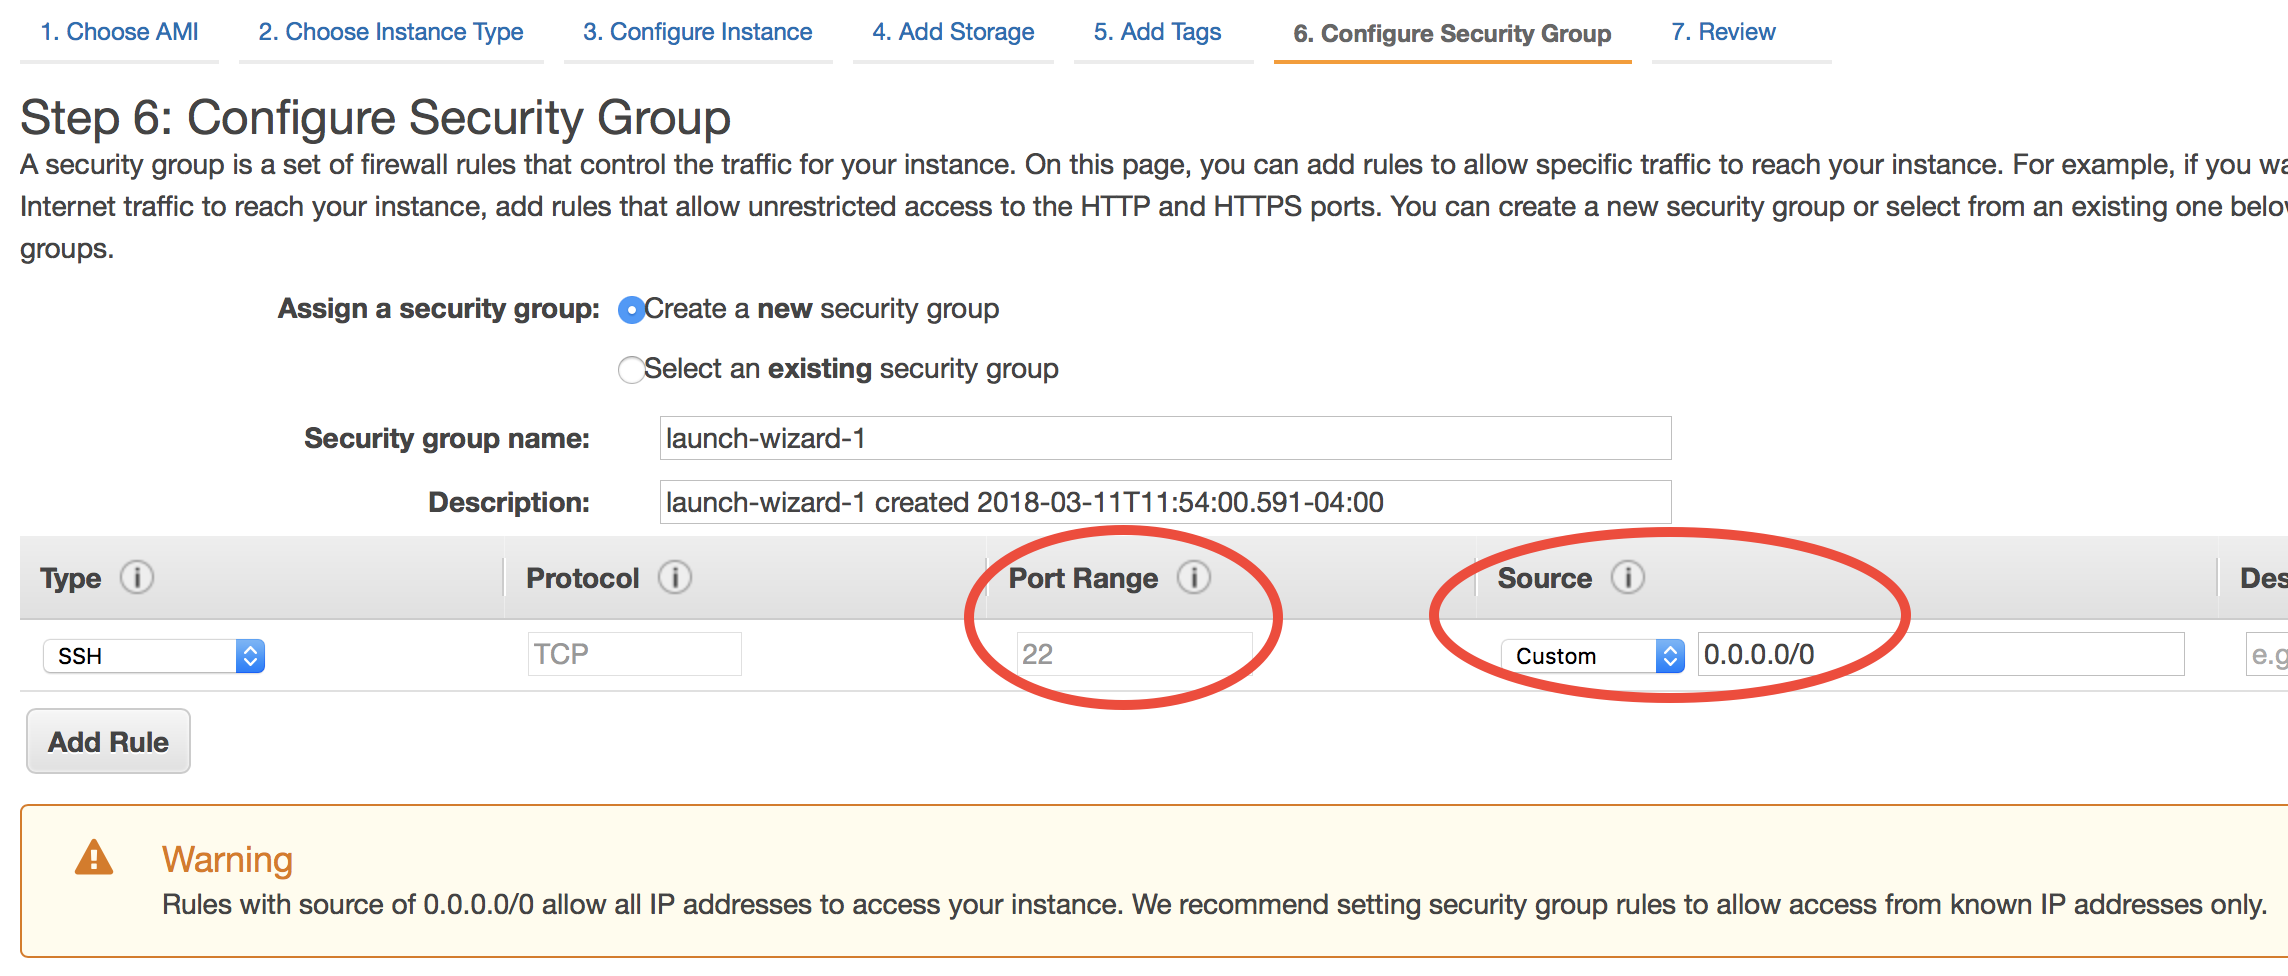 1. Choose AMI 2. Choose Instance Type 3. Configure Instance 4. Add Storage 5. Add Tags 6. Configure Security Group 7. Review
Step 6: Configure Security Group
A security group is a set of firewall rules that control the traffic for your instance. On this page, you can add rules to allow specific traffic to reach your instance. For example, if you
Internet traffic to reach your instance, add rules that allow unrestricted access to the HTTP and HTTPS ports. You can create a new security group or select from an existing one
groups.
Assign a security group: Create a new security group
Select an existing security group
Security group name: launch-wizard-1
Description: launch-wizard-1 created 2018-03-11T11:54:00.591-04:00
Type Protocol Port Range Source
SSH TCP 22 Custom 0.0.0.0/0
Add Rule
Warning
Rules with source of 0.0.0.0/0 allow all IP addresses to access your instance. We recommend setting security group rules to allow access from known IP addresses only.